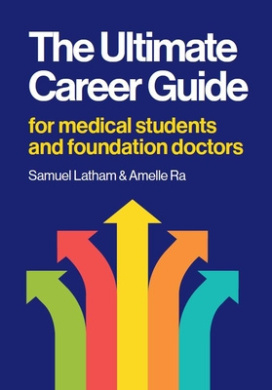 The Ultimate
Career Guide
for medical students
and foundation doctors
Samuel Latham & Amelle Ra